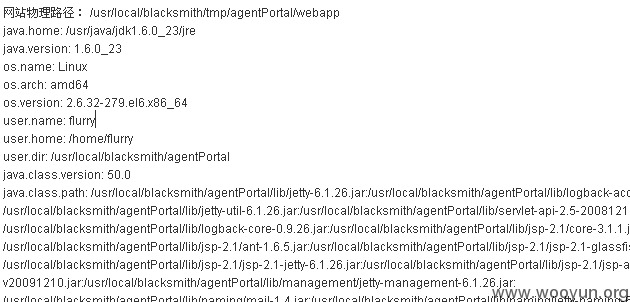 网站物理路径： /usr/local/blacksmith/tmp/agentPortal/webapp
java.home: /usr/java/jdk1.6.0_23/jre
java.version: 1.6.0_23
os.name: Linux
os.arch: amd64
os.version: 2.6.32-279.el6.x86_64
user.name: flurry
user.home: /home/flurry
user.dir: /usr/local/blacksmith/agentPortal
java.class.version: 50.0
java.class.path: /usr/local/blacksmith/agentPortal/lib/jetty-6.1.26.jar:/usr/local/blacksmith/agentPortal/lib/logback-acc
/usr/local/blacksmith/agentPortal/lib/jetty-util-6.1.26.jar:/usr/local/blacksmith/agentPortal/lib/servlet-api-2.5-2008121
/usr/local/blacksmith/agentPortal/lib/logback-core-0.9.26.jar:/usr/local/blacksmith/agentPortal/lib/jsp-2.1/core-3.1.1.j
/usr/local/blacksmith/agentPortal/lib/jsp-2.1/ant-1.6.5.jar:/usr/local/blacksmith/agentPortal/lib/jsp-2.1/jsp-2.1-glassfis
/usr/local/blacksmith/agentPortal/lib/jsp-2.1/jsp-2.1-jetty-6.1.26.jar:/usr/local/blacksmith/agentPortal/lib/jsp-2.1/jsp-a
v20091210.jar:/usr/local/blacksmith/agentPortal/lib/management/jetty-management-6.1.26.jar:
/usr/local/blacksmith/agentPortal/lib/naming/mail-1.4.jar:/usr/local/blacksmith/agentPortal/lib
www.wooyun.org